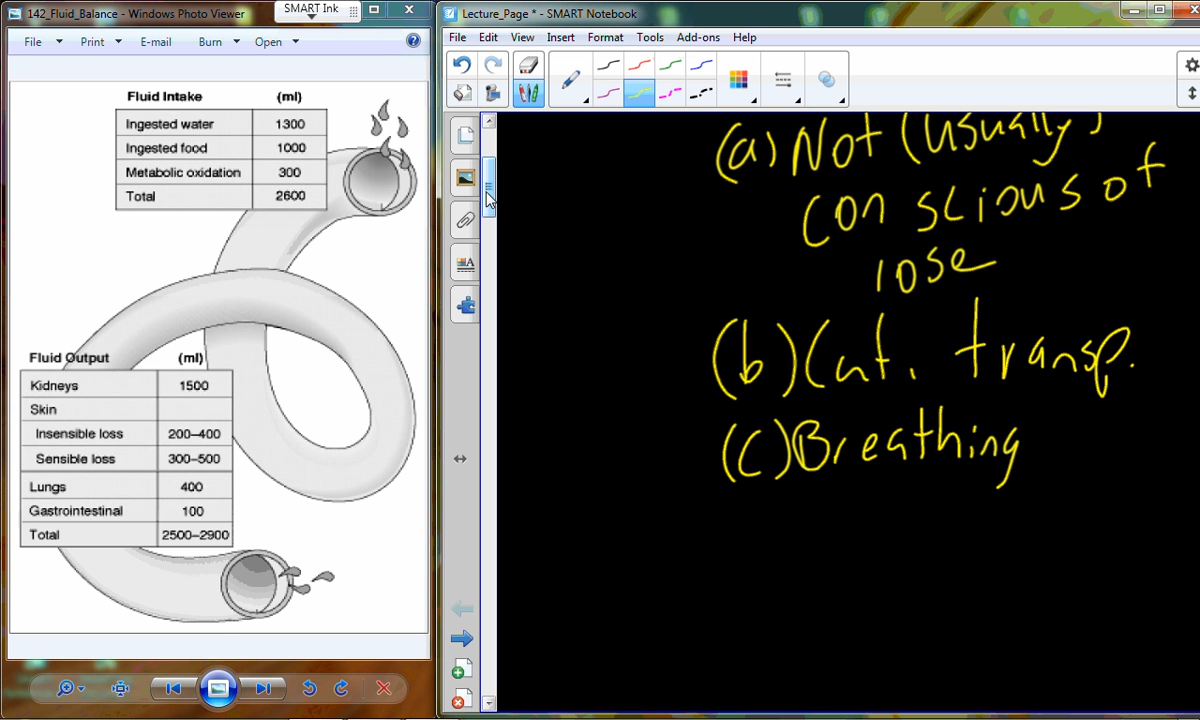 142_Fluid_Balance - Windows Photo Viewer
SMART Ink
File Print E-mail Burn Open
Fluid Intake (ml)
Ingested water 1300
Ingested food 1000
Metabolic oxidation 300
Total 2600
Fluid Output (ml)
Kidneys 1500
Skin
Insensible loss 200–400
Sensible loss 300–500
Lungs 400
Gastrointestinal 100
Total 2500–2900
Lecture_Page * - SMART Notebook
File Edit View Insert Format Tools Add-ons Help
(a) Not (usually)
conscious of
lose
(b) Cut. transp.
(c) Breathing